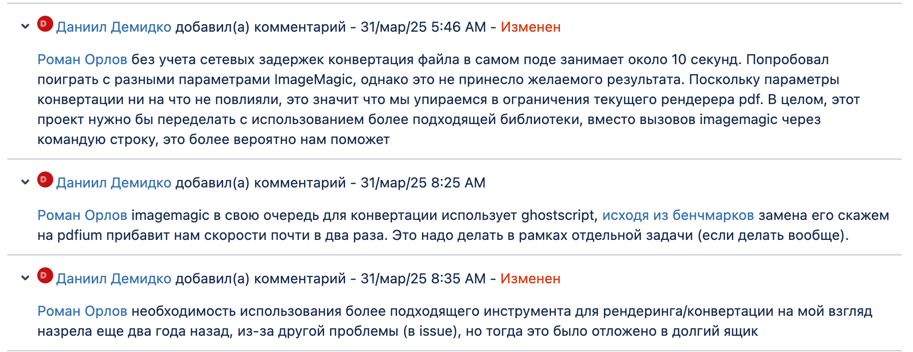 D Даниил Демидко добавил(а) комментарий - 31/мар/25 5:46 AM - Изменен
Роман Орлов без учета сетевых задержек конвертация файла в самом поде занимает около 10 секунд. Попробовал
поиграть с разными параметрами ImageMagic, однако это не принесло желаемого результата. Поскольку параметры
конвертации ни на что не повлияли, это значит что мы упираемся в ограничения текущего рендерера pdf. В целом, этот
проект нужно бы переделать с использованием более подходящей библиотеки, вместо вызовов imagemagic через
командую строку, это более вероятно нам поможет
D Даниил Демидко добавил(а) комментарий - 31/мар/25 8:25 AM
Роман Орлов imagemagic в свою очередь для конвертации использует ghostscript, исходя из бенчмарков замена его скажем
на pdfium прибавит нам скорости почти в два раза. Это надо делать в рамках отдельной задачи (если делать вообще).
D Даниил Демидко добавил(а) комментарий - 31/мар/25 8:35 AM - Изменен
Роман Орлов необходимость использования более подходящего инструмента для рендеринга/конвертации на мой взгляд
назрела еще два года назад, из-за другой проблемы (в issue), но тогда это было отложено в долгий ящик